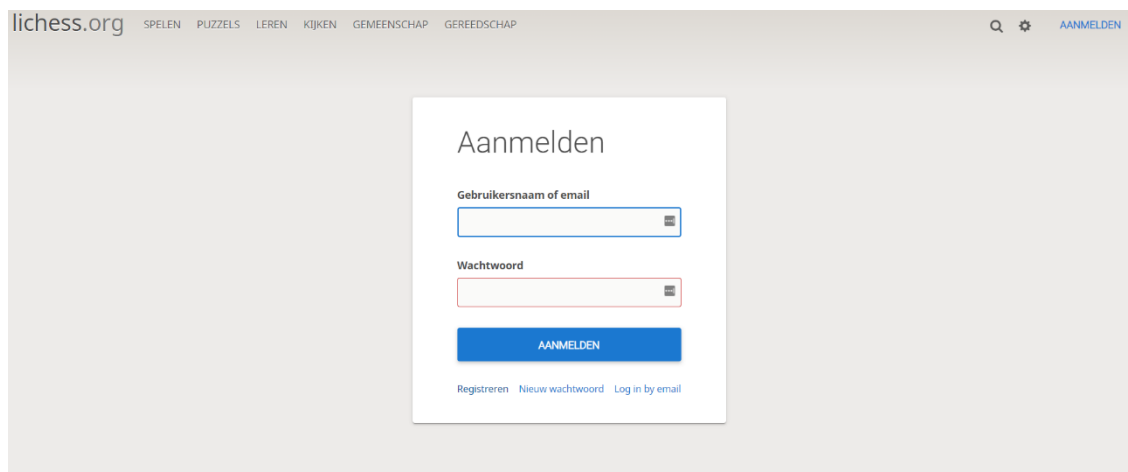 lichess.org SPELEN PUZZELS LEREN KIJKEN GEMEENSCHAP GEREEDSCHAP AANMELDEN
Aanmelden
Gebruikersnaam of email
Wachtwoord
AANMELDEN
Registreren Nieuw wachtwoord Log in by email